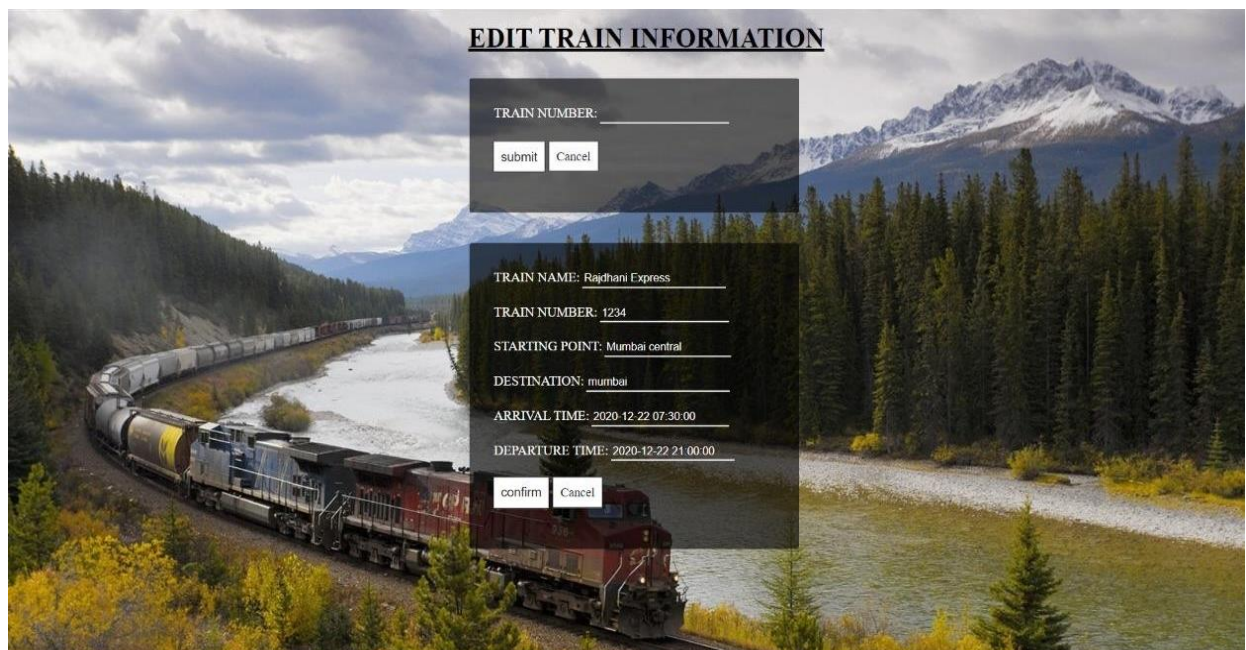 EDIT TRAIN INFORMATION
TRAIN NUMBER:
submit Cancel
TRAIN NAME: Rajdhani Express
TRAIN NUMBER: 1234
STARTING POINT: Mumbai central
DESTINATION: mumbai
ARRIVAL TIME: 2020-12-22 07:30:00
DEPARTURE TIME: 2020-12-22 21:00:00
confirm Cancel